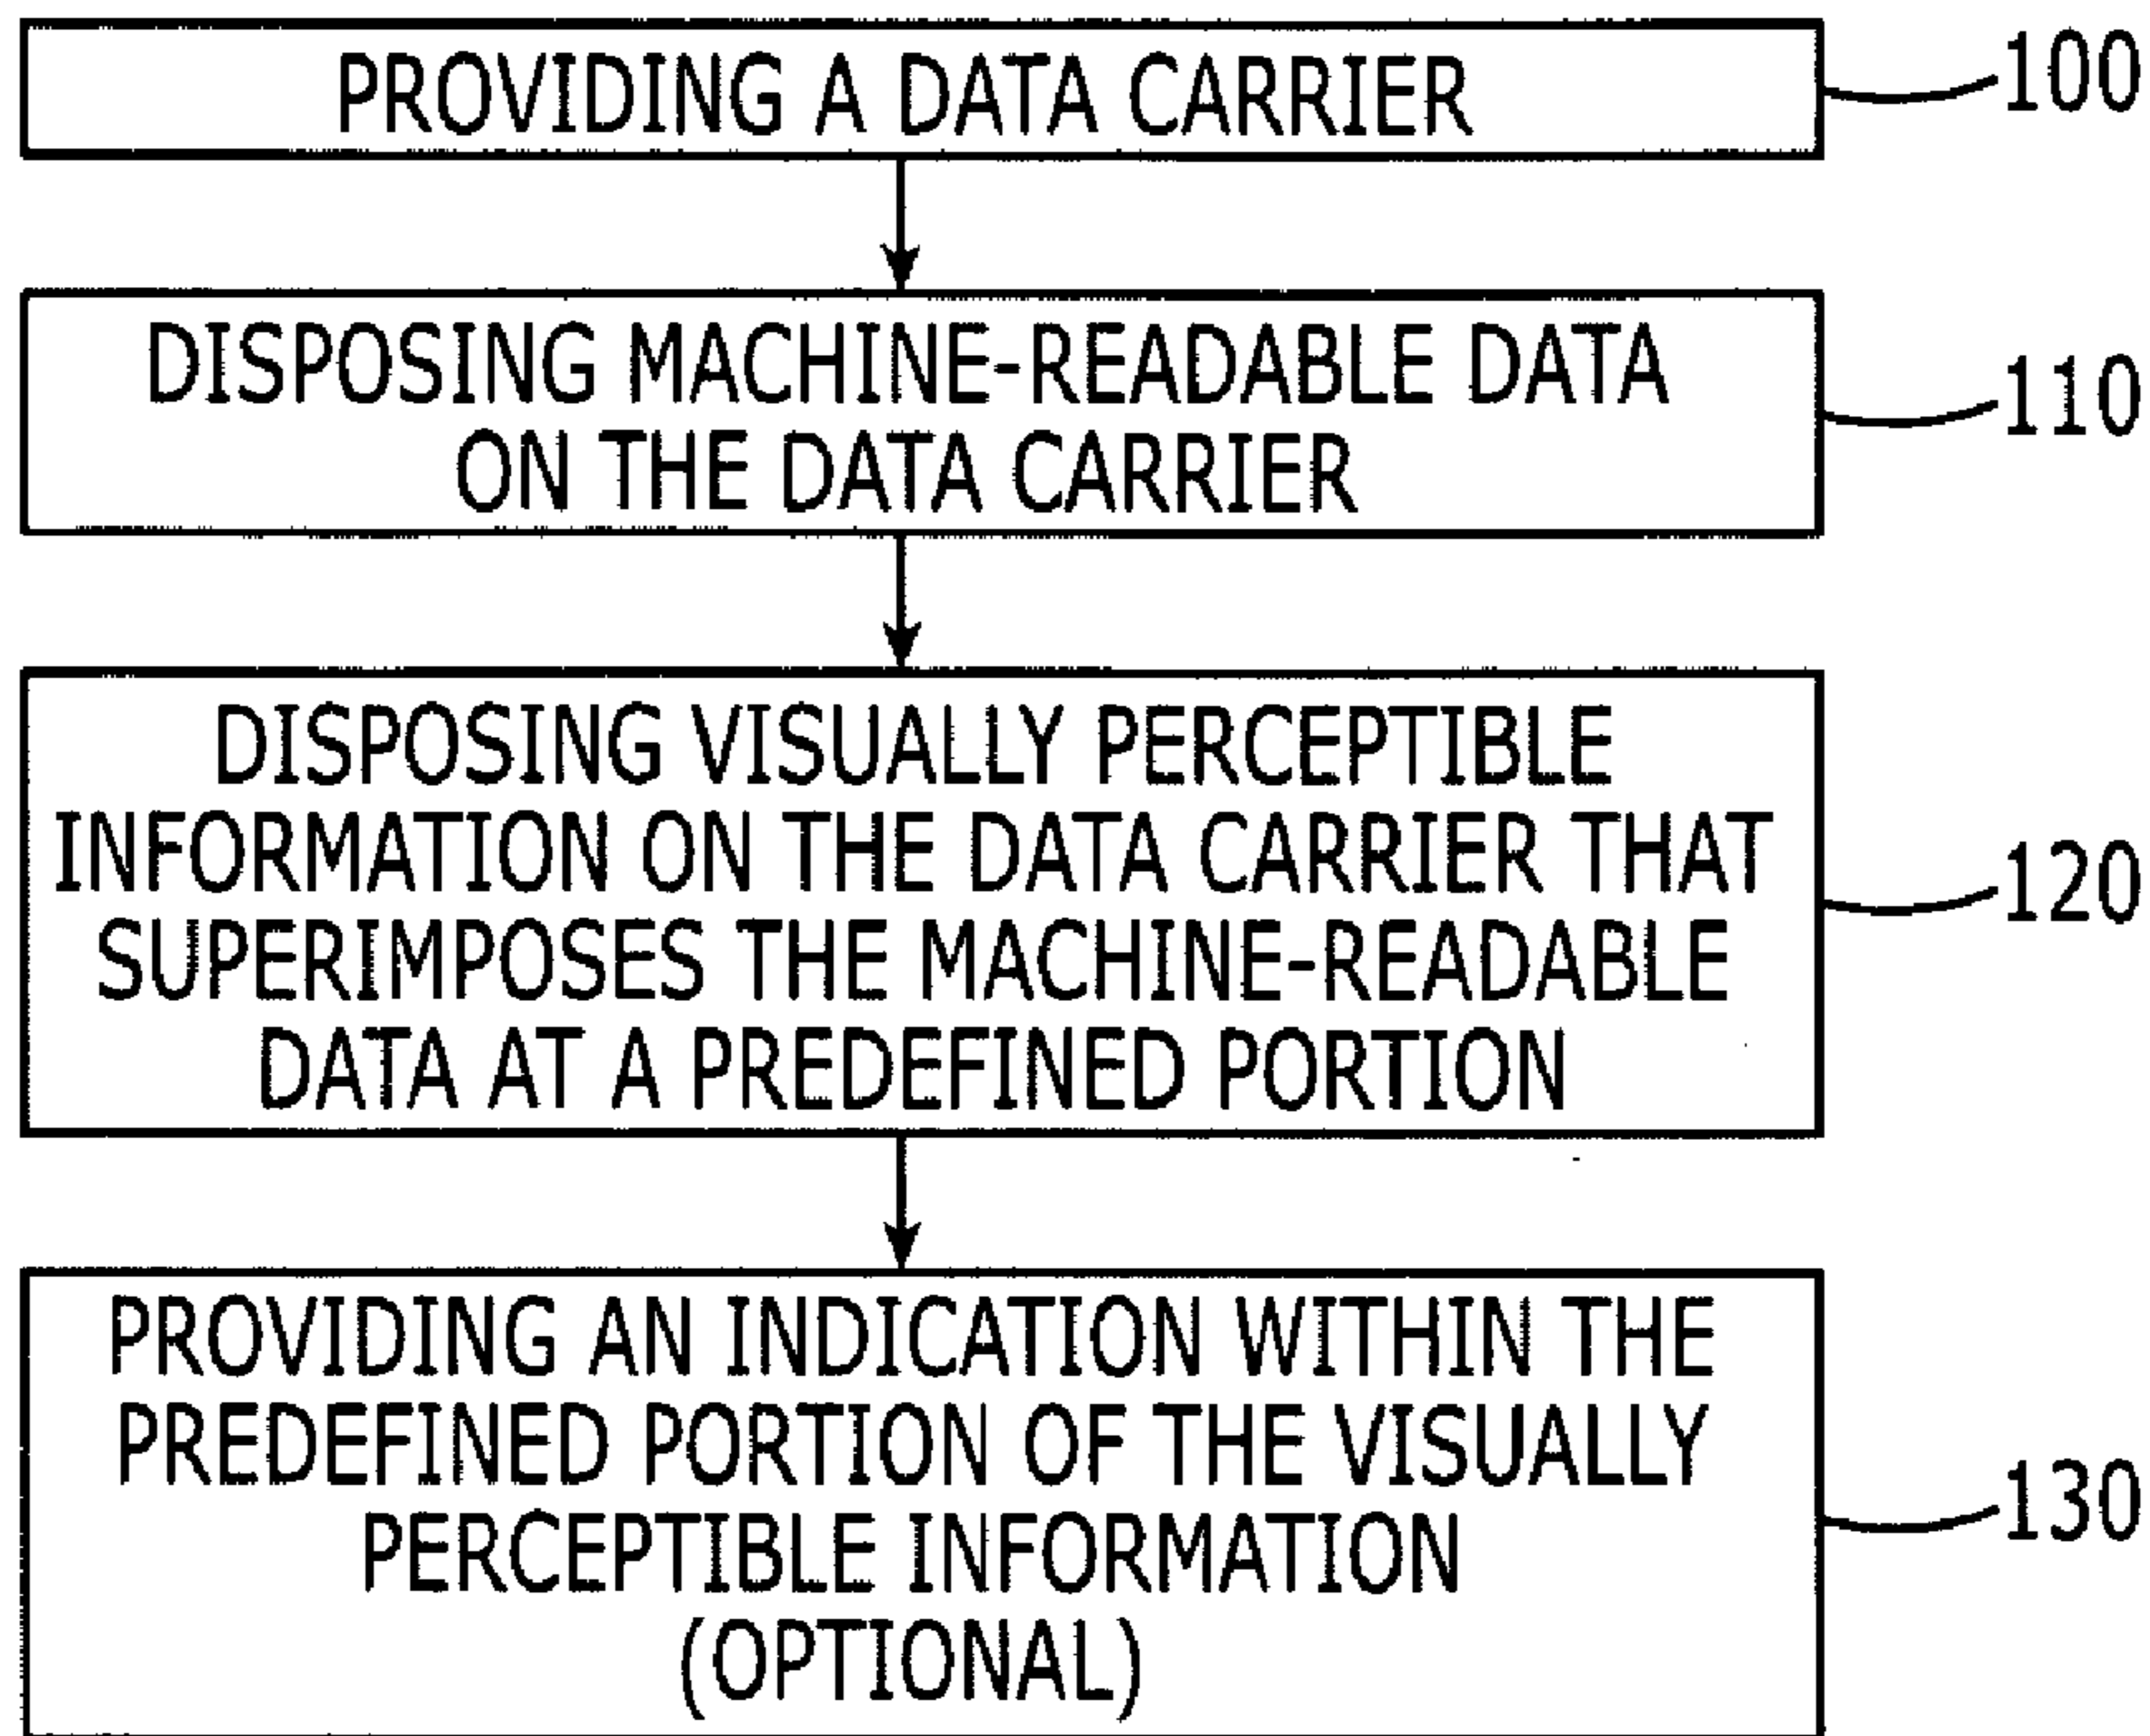 PROVIDING A DATA CARRIER
100
DISPOSING MACHINE-READABLE DATA
ON THE DATA CARRIER
110
DISPOSING VISUALLY PERCEPTIBLE
INFORMATION ON THE DATA CARRIER THAT
SUPERIMPOSES THE MACHINE-READABLE
DATA AT A PREDEFINED PORTION
120
PROVIDING AN INDICATION WITHIN THE
PREDEFINED PORTION OF THE VISUALLY
PERCEPTIBLE INFORMATION
(OPTIONAL)
130